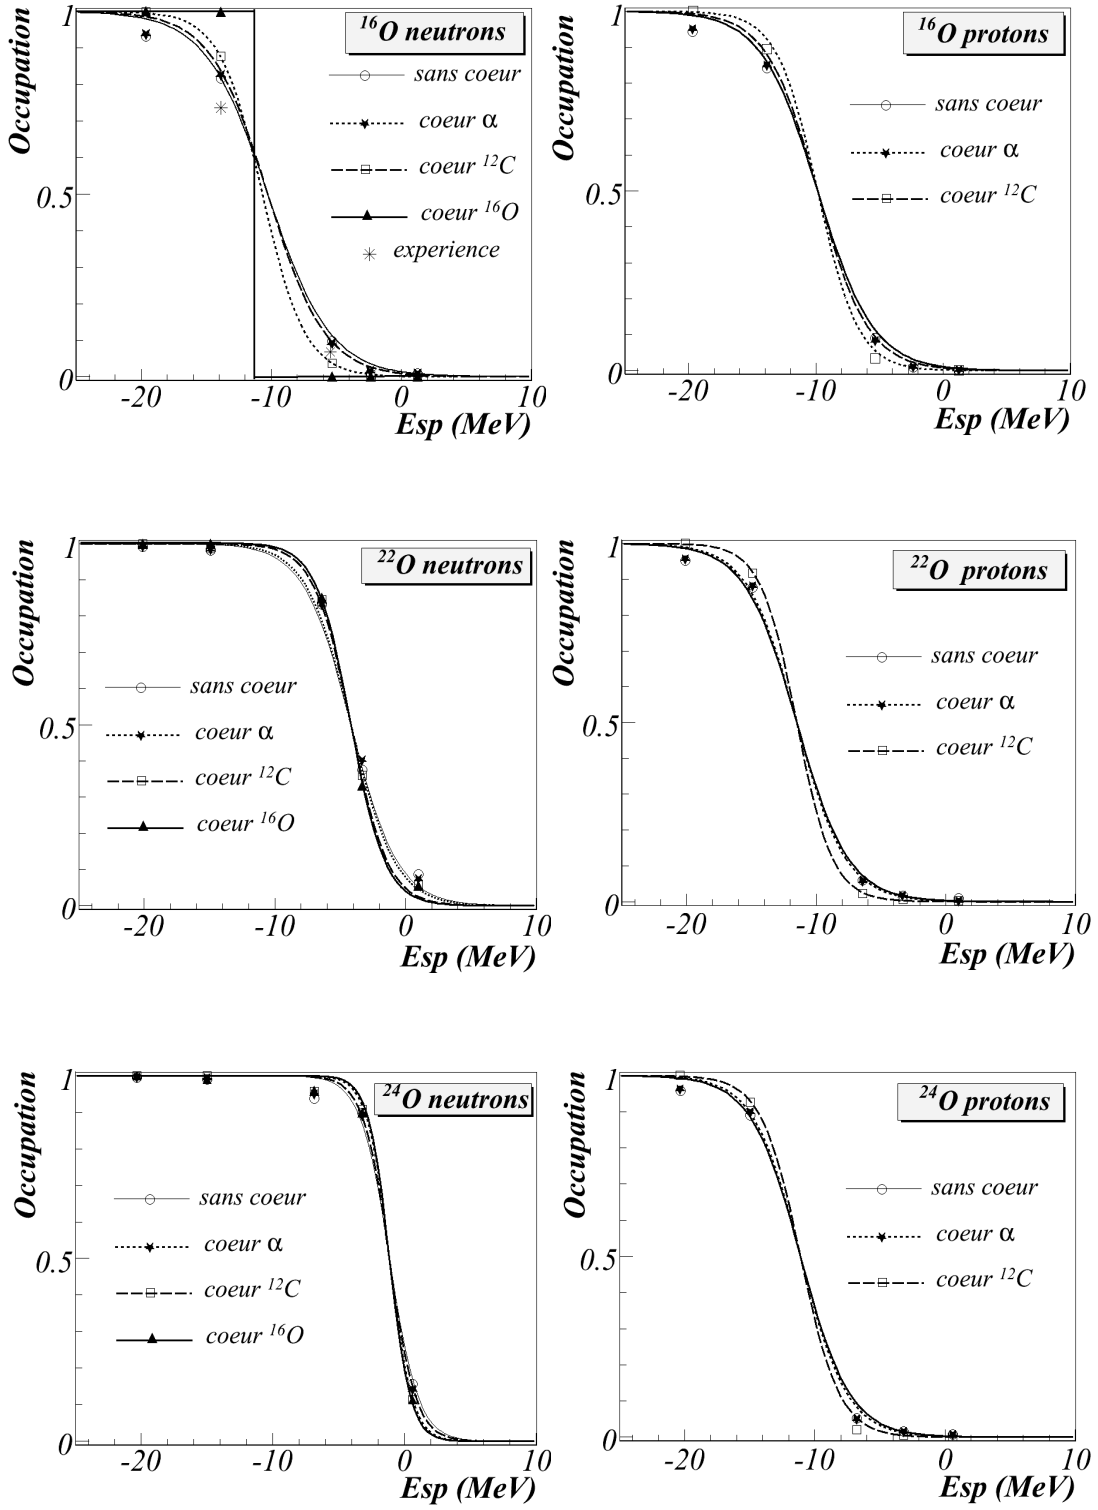 Occupation
1
0.5
0
-20
-10
0
10
Esp (MeV)
¹⁶O neutrons
sans coeur
coeur α
coeur ¹²C
coeur ¹⁶O
experience
Occupation
1
0.5
0
-20
-10
0
10
Esp (MeV)
¹⁶O protons
sans coeur
coeur α
coeur ¹²C
Occupation
1
0.5
0
-20
-10
0
10
Esp (MeV)
²²O neutrons
sans coeur
coeur α
coeur ¹²C
coeur ¹⁶O
Occupation
1
0.5
0
-20
-10
0
10
Esp (MeV)
²²O protons
sans coeur
coeur α
coeur ¹²C
Occupation
1
0.5
0
-20
-10
0
10
Esp (MeV)
²⁴O neutrons
sans coeur
coeur α
coeur ¹²C
coeur ¹⁶O
Occupation
1
0.5
0
-20
-10
0
10
Esp (MeV)
²⁴O protons
sans coeur
coeur α
coeur ¹²C